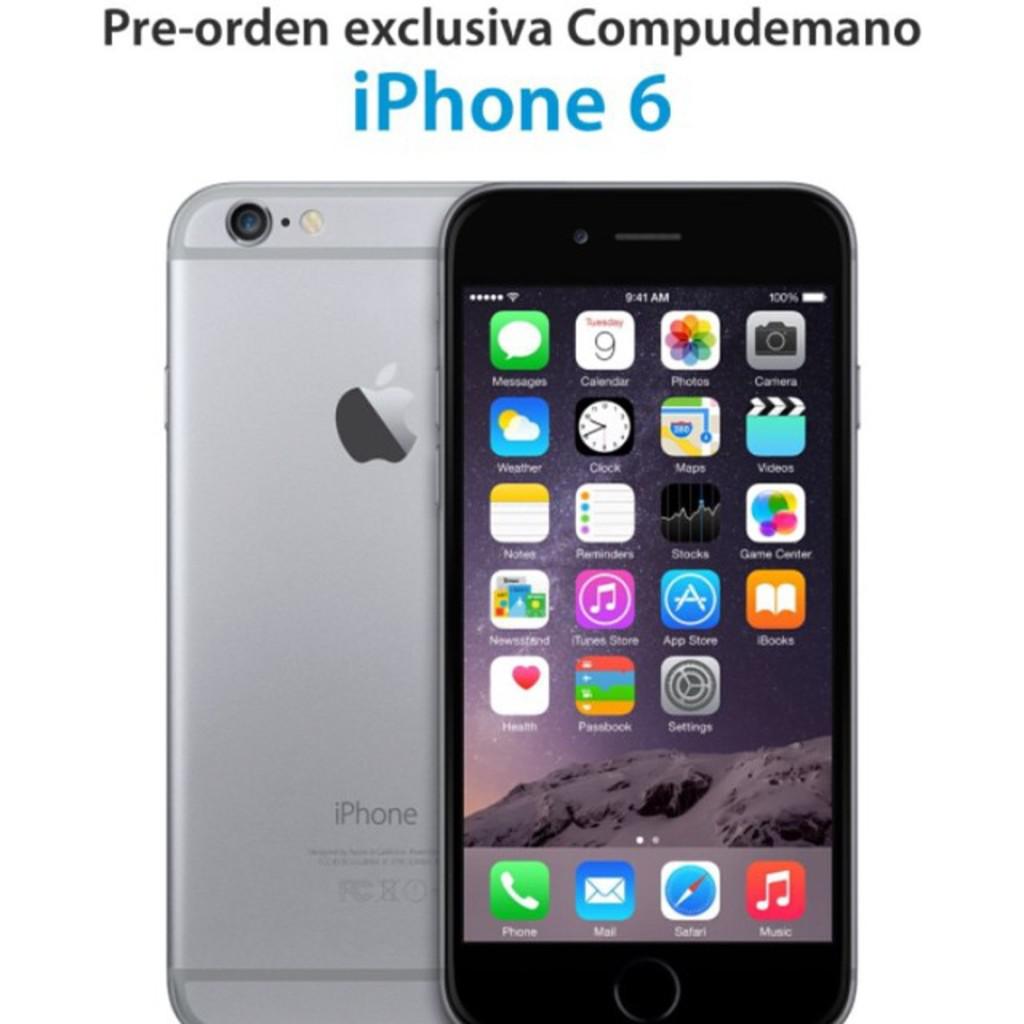 Pre-orden exclusiva Compudemano
iPhone 6
9:41 AM
100%
Tuesday
9
Messages
Calendar
Photos
Camera
280
Weather
Clock
Maps
Videos
Notes
Reminders
Stocks
Game Center
Newsstand
iTunes Store
App Store
iBooks
Health
Passbook
Settings
iPhone
FC
Phone
Mail
Safari
Music